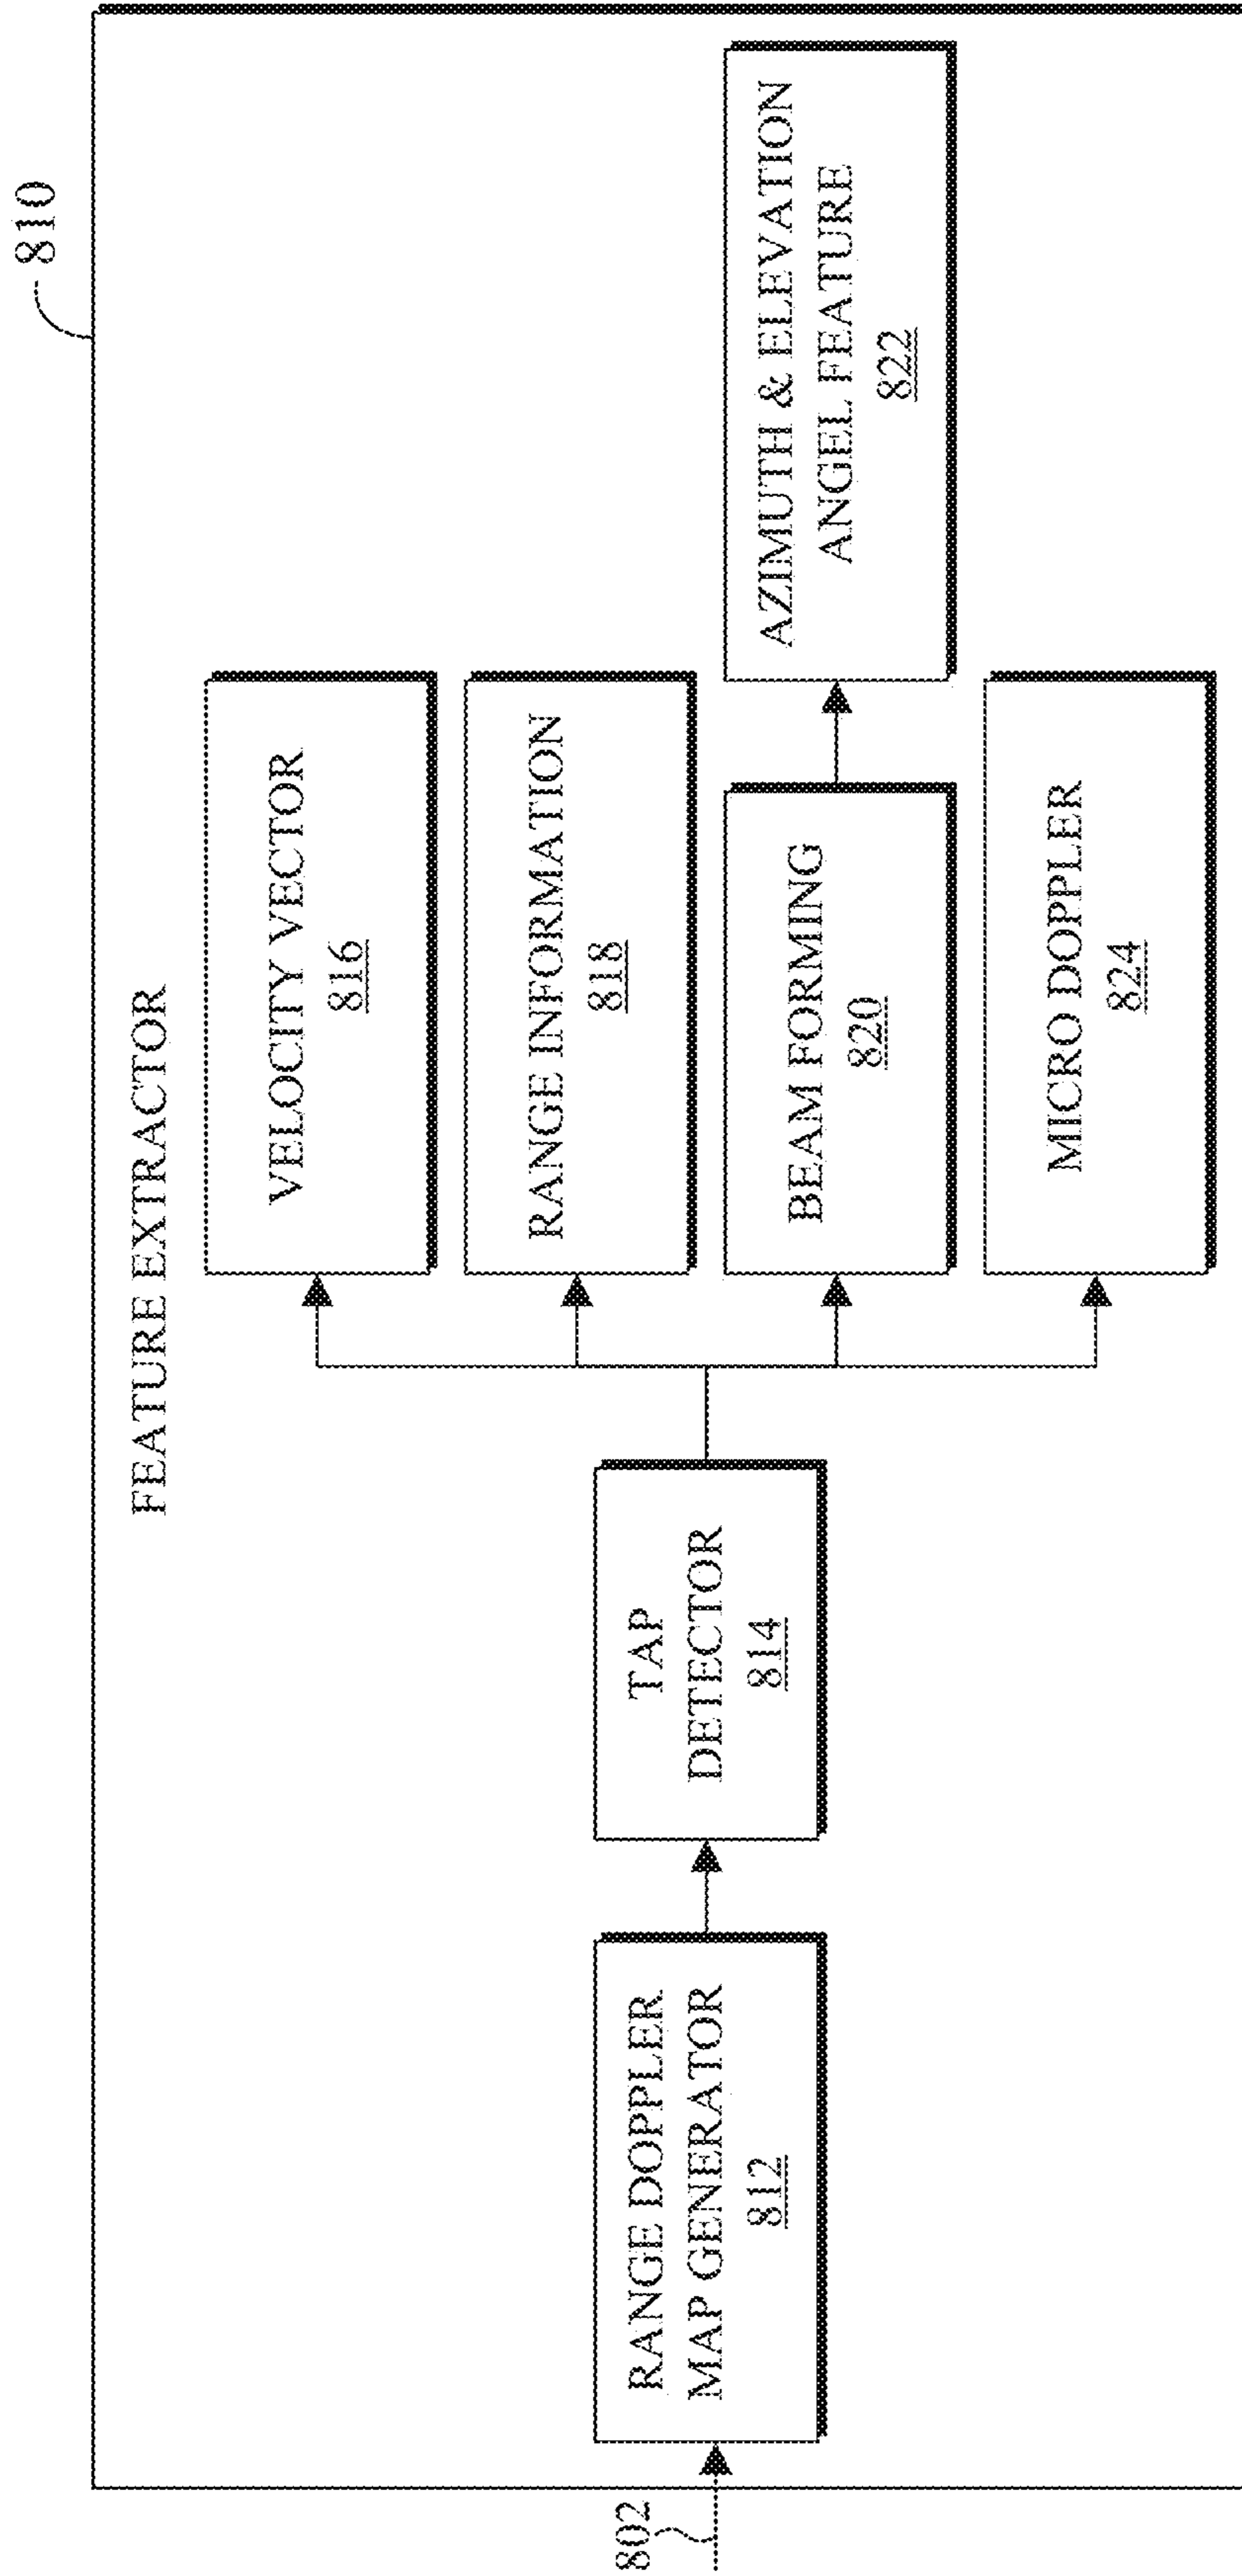 810
FEATURE EXTRACTOR
802
RANGE DOPPLER
MAP GENERATOR
812
TAP
DETECTOR
814
VELOCITY VECTOR
816
RANGE INFORMATION
818
BEAM FORMING
820
AZIMUTH & ELEVATION
ANGEL FEATURE
822
MICRO DOPPLER
824